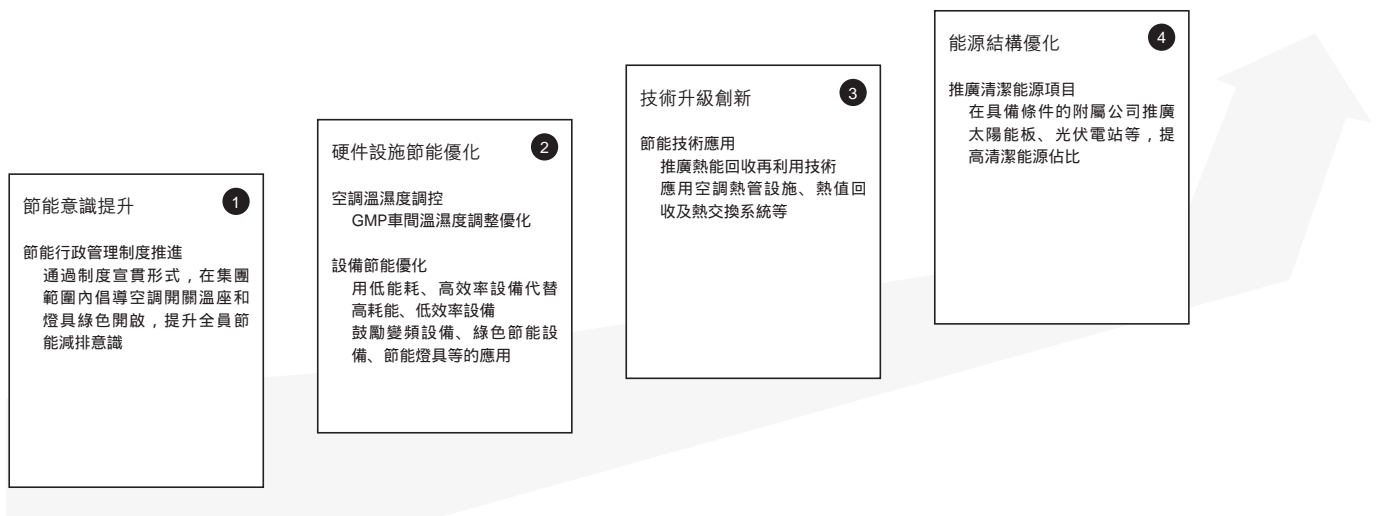 節能意識提升
1
節能行政管理制度推進
通過制度宣貫形式，在集團
範圍內倡導空調開關溫座和
燈具綠色開啟，提升全員節
能減排意識
硬件設施節能優化
2
空調溫濕度調控
GMP車間溫濕度調整優化
設備節能優化
用低能耗、高效率設備代替
高耗能、低效率設備
鼓勵變頻設備、綠色節能設
備、節能燈具等的應用
技術升級創新
3
節能技術應用
推廣熱能回收再利用技術
應用空調熱管設施、熱值回
收及熱交換系統等
能源結構優化
4
推廣清潔能源項目
在具備條件的附屬公司推廣
太陽能板、光伏電站等，提
高清潔能源佔比